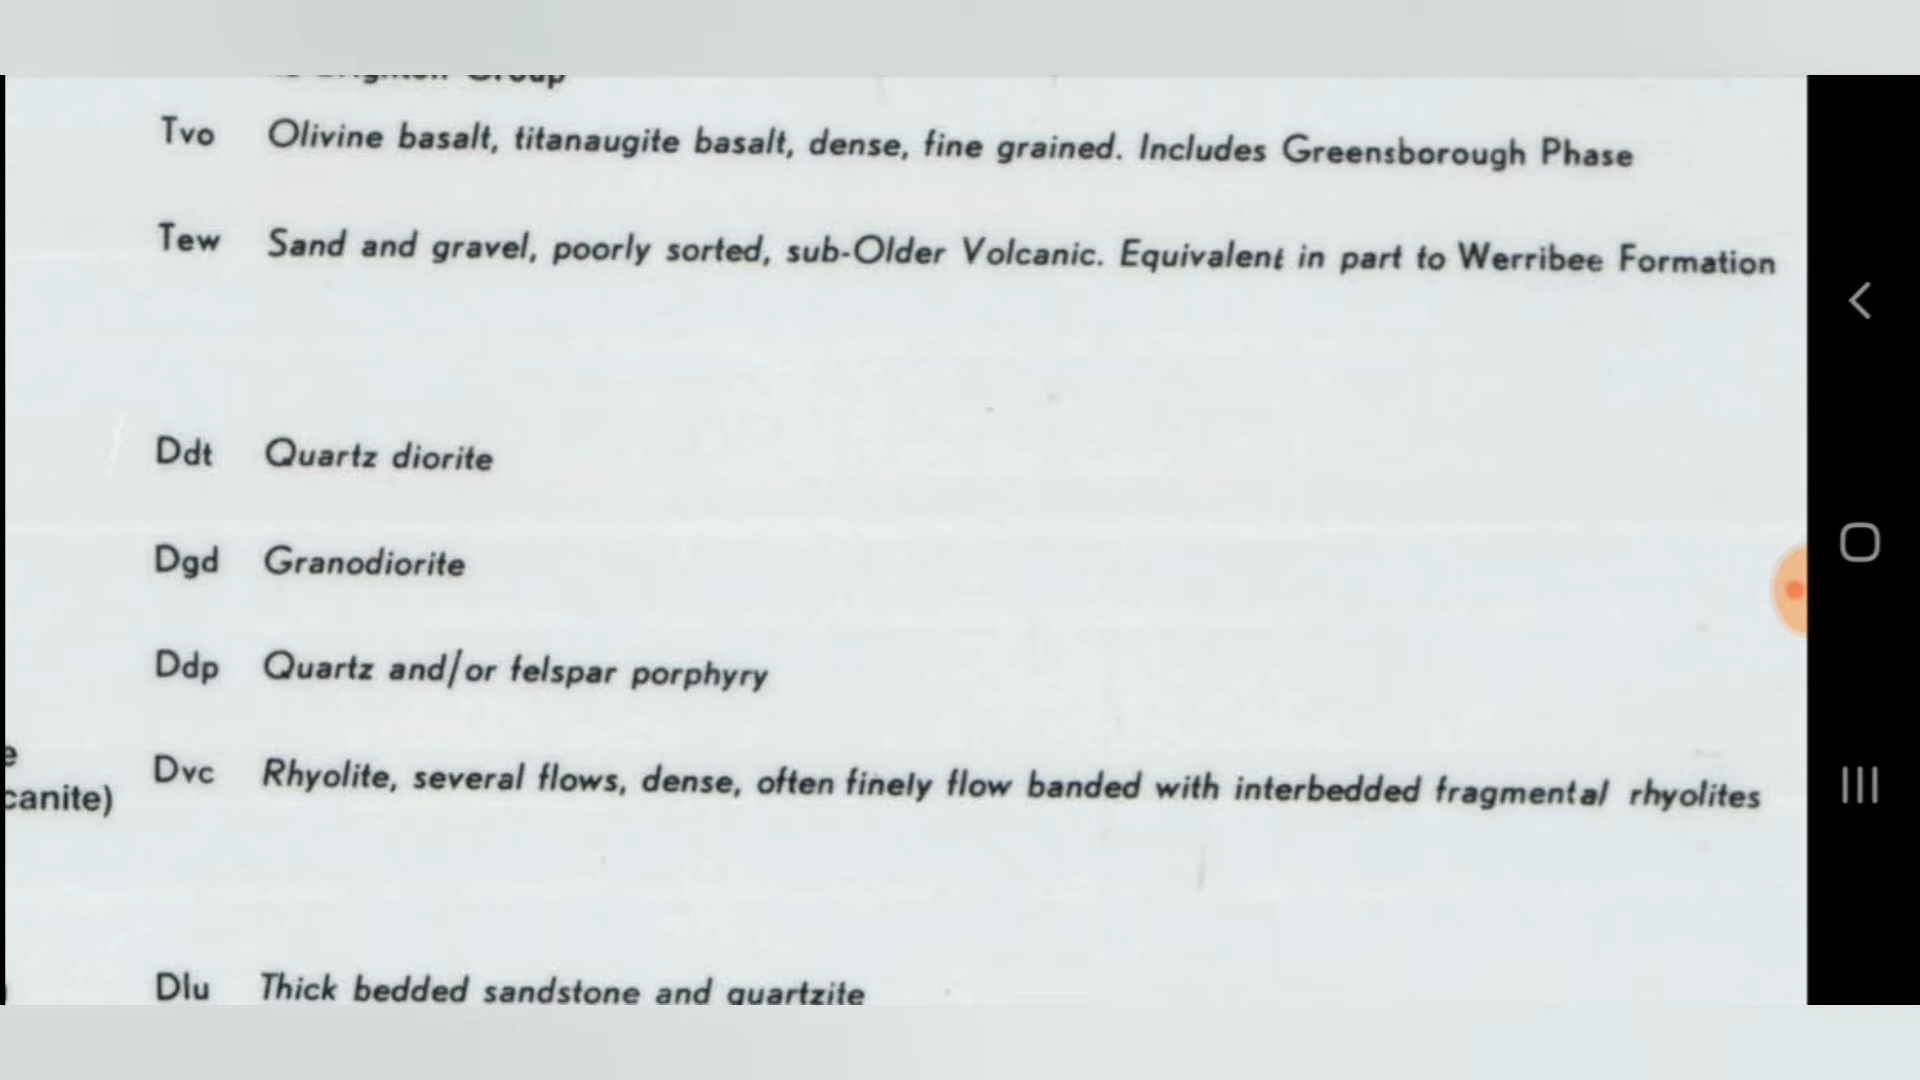 Group
Tvo Olivine basalt, titanaugite basalt, dense, fine grained. Includes Greensborough Phase
Tew Sand and gravel, poorly sorted, sub-Older Volcanic. Equivalent in part to Werribee Formation
Ddt Quartz diorite
Dgd Granodiorite
Ddp Quartz and/or felspar porphyry
Dvc Rhyolite, several flows, dense, often finely flow banded with interbedded fragmental rhyolites
canite)
Dlu Thick bedded sandstone and quartzite